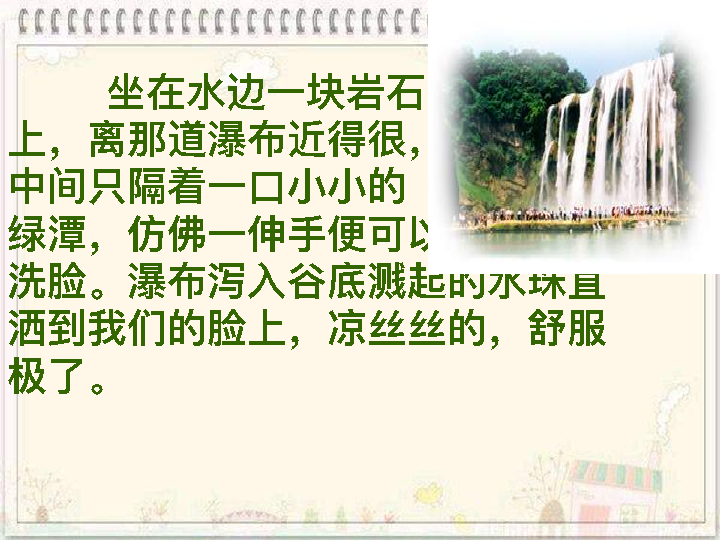 坐在水边一块岩石
上，离那道瀑布近得很，
中间只隔着一口小小的
绿潭，仿佛一伸手便可以
洗脸。瀑布泻入谷底溅起的水珠直
洒到我们的脸上，凉丝丝的，舒服
极了。